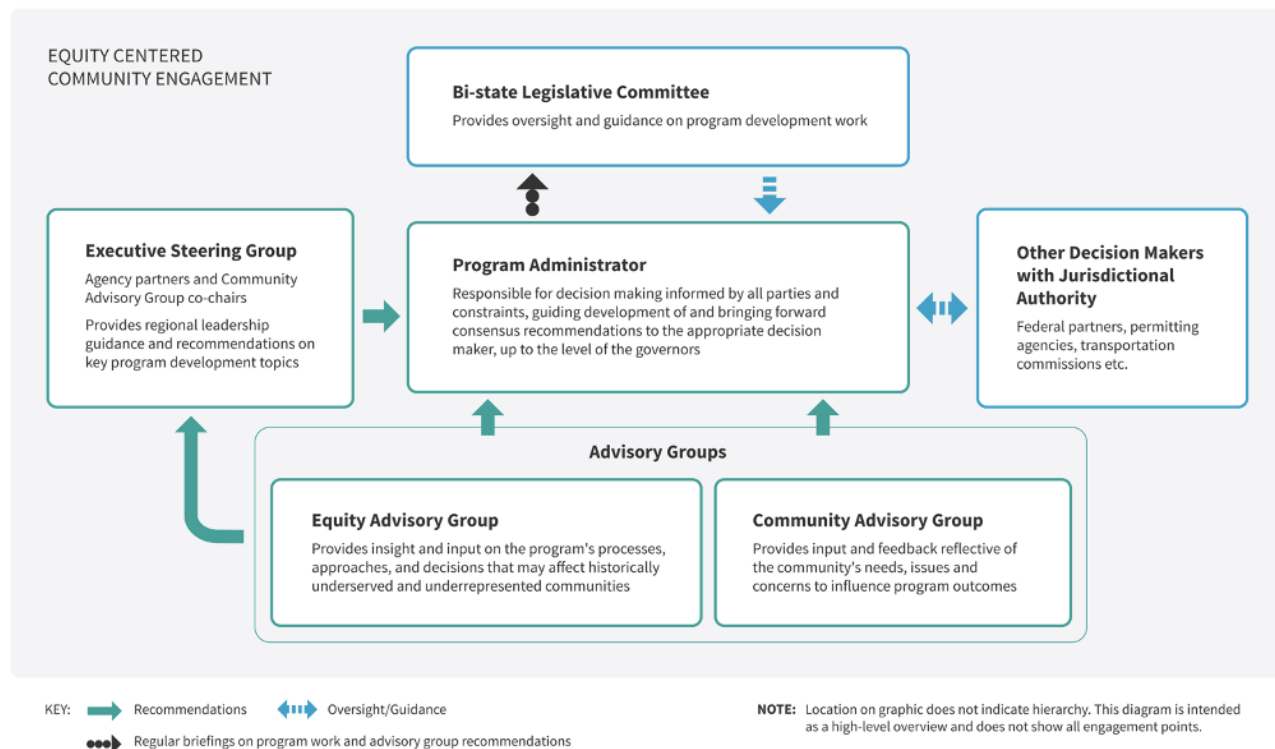 EQUITY CENTERED
COMMUNITY ENGAGEMENT
Bi-state Legislative Committee
Provides oversight and guidance on program development work
Executive Steering Group
Agency partners and Community
Advisory Group co-chairs
Provides regional leadership
guidance and recommendations on
key program development topics
Program Administrator
Responsible for decision making informed by all parties and
constraints, guiding development of and bringing forward
consensus recommendations to the appropriate decision
maker, up to the level of the governors
Other Decision Makers
with Jurisdictional
Authority
Federal partners, permitting
agencies, transportation
commissions etc.
Advisory Groups
Equity Advisory Group
Provides insight and input on the program's processes,
approaches, and decisions that may affect historically
underserved and underrepresented communities
Community Advisory Group
Provides input and feedback reflective of
the community's needs, issues and
concerns to influence program outcomes
KEY: Recommendations Oversight/Guidance
Regular briefings on program work and advisory group recommendations
NOTE: Location on graphic does not indicate hierarchy. This diagram is intended
as a high-level overview and does not show all engagement points.